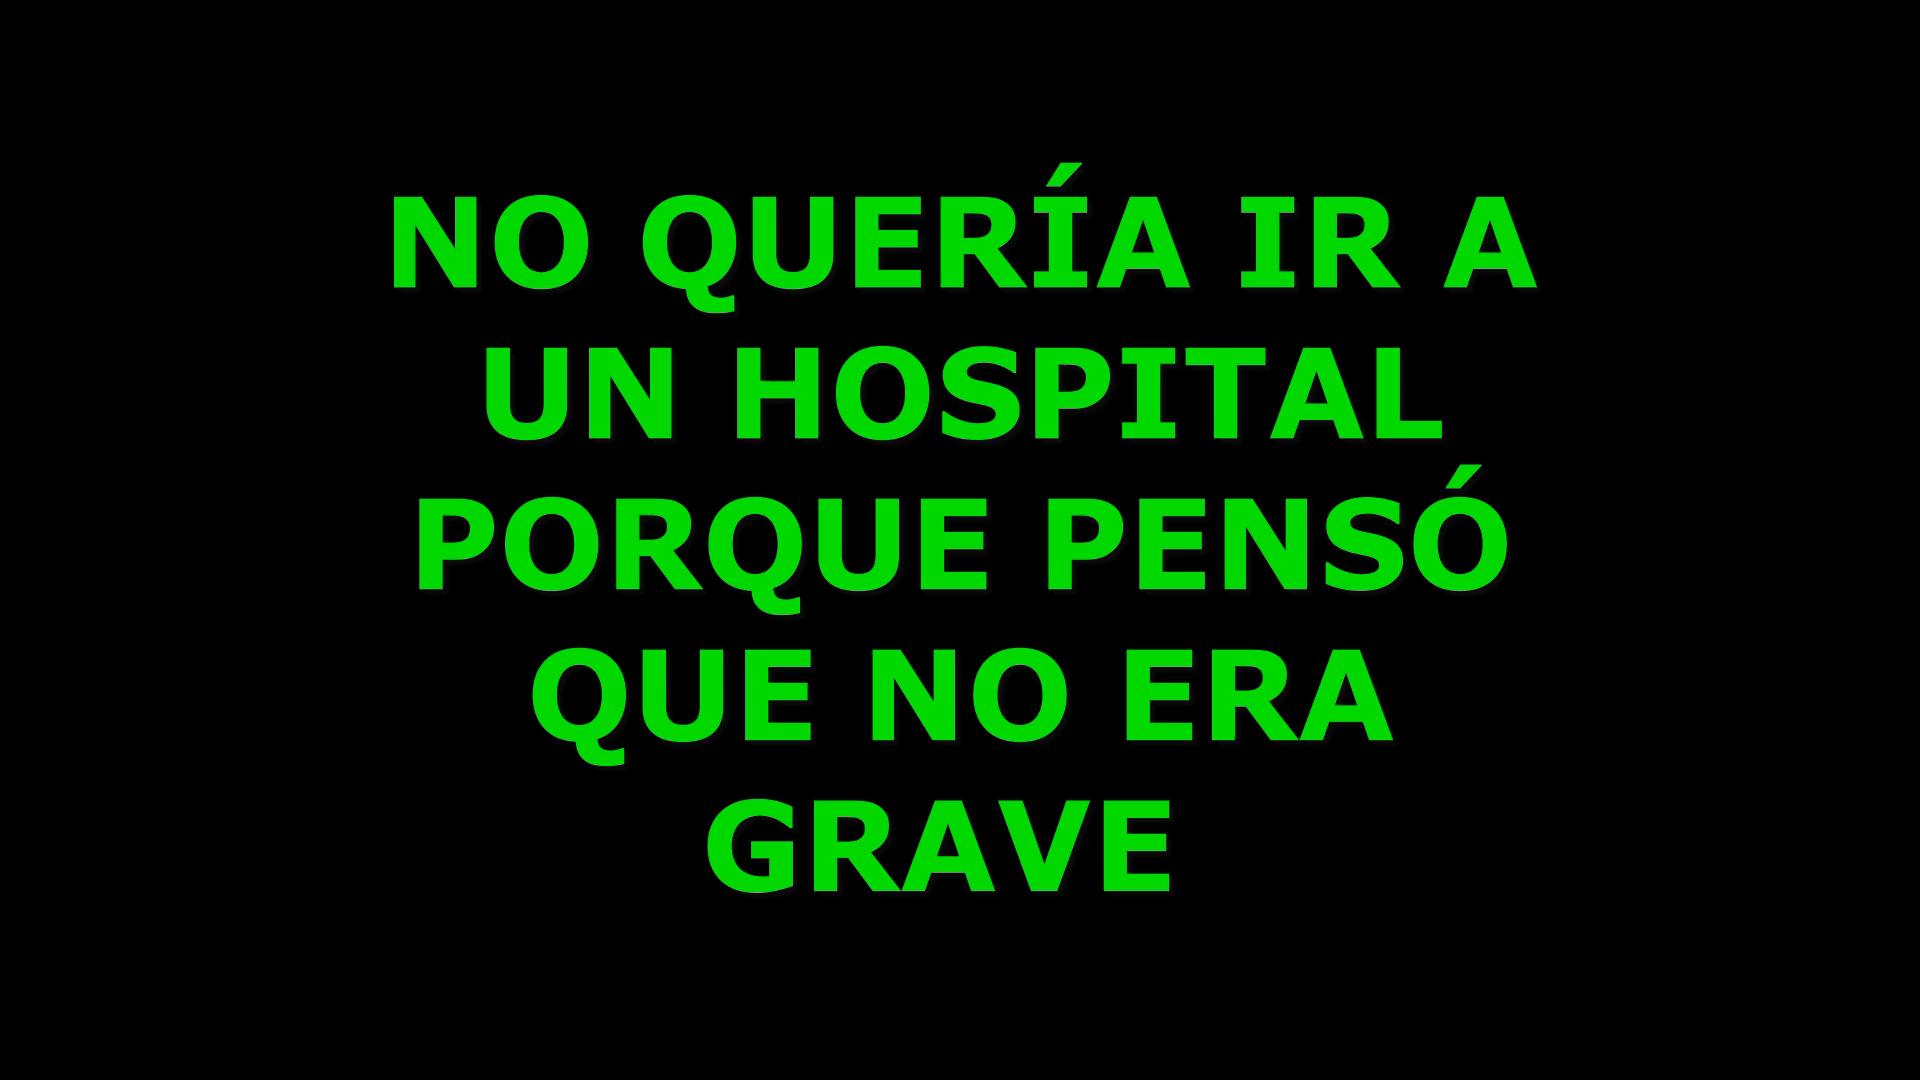 NO QUERÍA IR A
UN HOSPITAL
PORQUE PENSÓ
QUE NO ERA
GRAVE